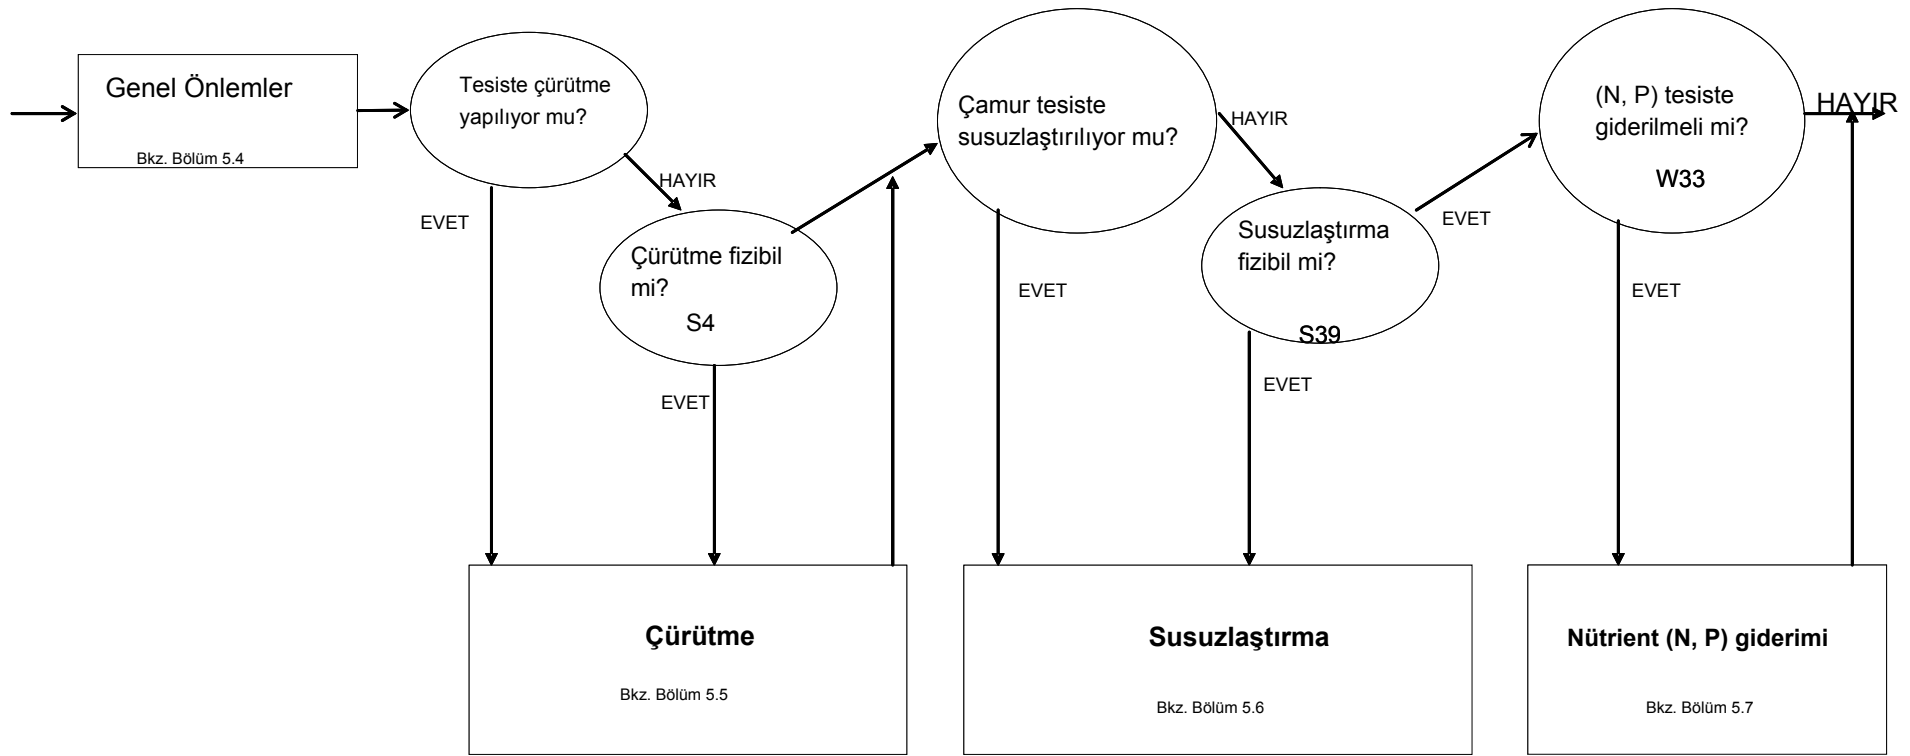 Genel Önlemler
Bkz. Bölüm 5.4
Tesiste çürütme
yapılıyor mu?
EVET
HAYIR
Çürütme fizibil
mi?
S4
EVET
Çamur tesiste
susuzlaştırılıyor mu?
EVET
HAYIR
Susuzlaştırma
fizibil mi?
S39
EVET
EVET
(N, P) tesiste
giderilmeli mi?
W33
HAYIR
EVET
Çürütme
Bkz. Bölüm 5.5
Susuzlaştırma
Bkz. Bölüm 5.6
Nütrient (N, P) giderimi
Bkz. Bölüm 5.7